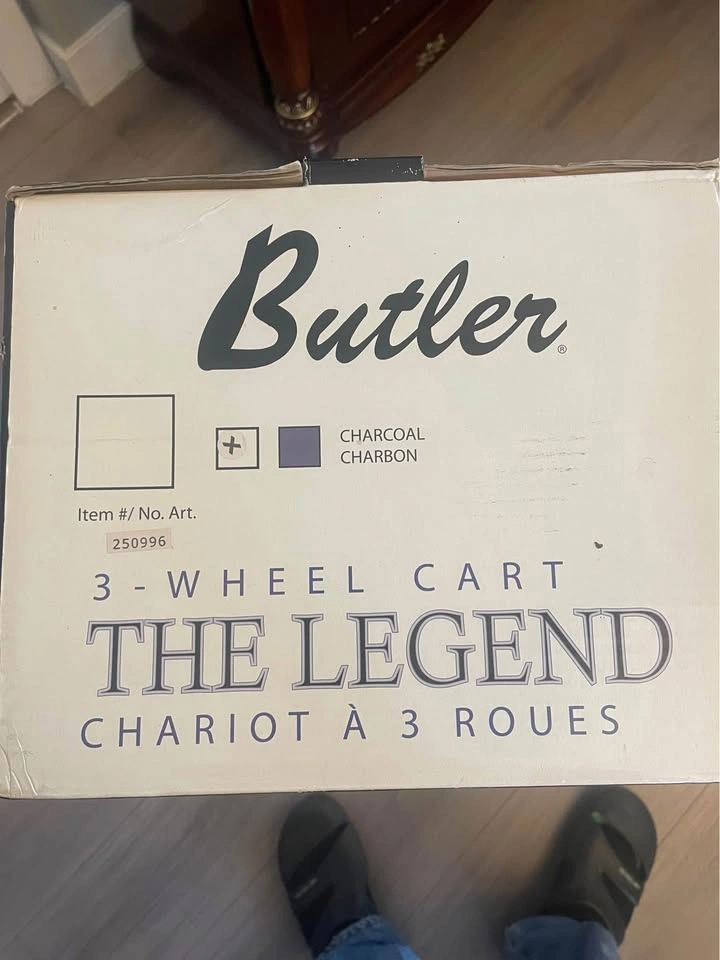 Butler®
CHARCOAL
CHARBON
Item #/ No. Art.
250996
3-WHEEL CART
THE LEGEND
CHARIOT À 3 ROUES